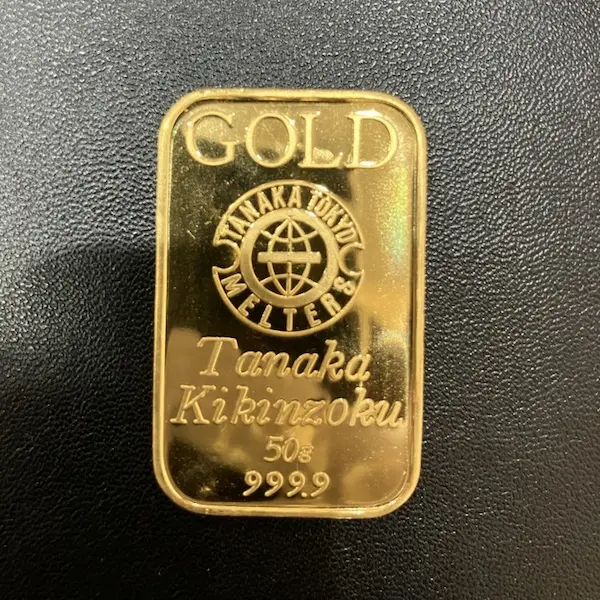 GOLD
TANAKA TOKYO
MELTERS
Tanaka
Kikinzoku
50g
999.9